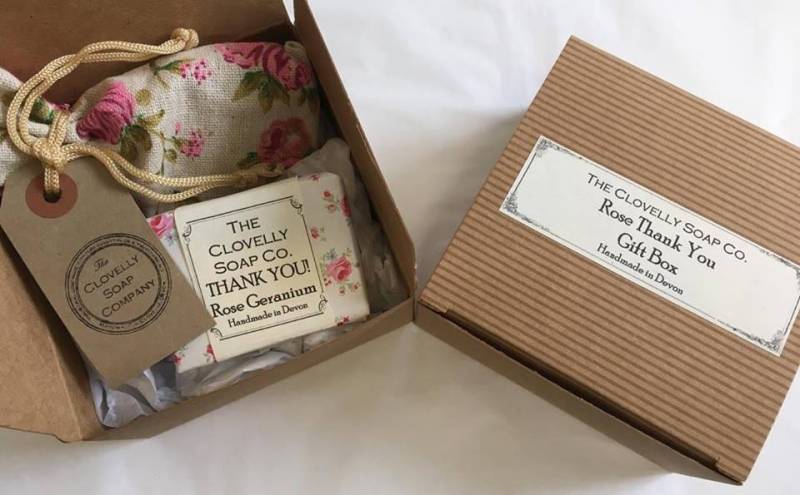 The
CLOVELLY
SOAP
COMPANY
THE
CLOVELLY
SOAP CO.
THANK YOU!
Rose Geranium
Handmade in Devon
THE CLOVELLY SOAP CO.
Rose Thank You
Gift Box
Handmade in Devon